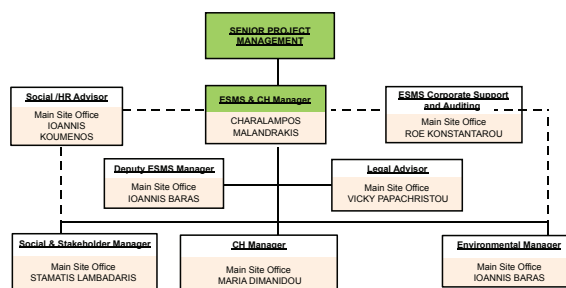 SENIOR PROJECT
MANAGEMENT
Social /HR Advisor
Main Site Office
IOANNIS
KOUMENOS
ESMS & CH Manager
CHARALAMPOS
MALANDRAKIS
ESMS Corporate Support
and Auditing
Main Site Office
ROE KONSTANTAROU
Deputy ESMS Manager
Main Site Office
IOANNIS BARAS
Legal Advisor
Main Site Office
VICKY PAPACHRISTOU
Social & Stakeholder Manager
Main Site Office
STAMATIS LAMBADARIS
CH Manager
Main Site Office
MARIA DIMANIDOU
Environmental Manager
Main Site Office
IOANNIS BARAS